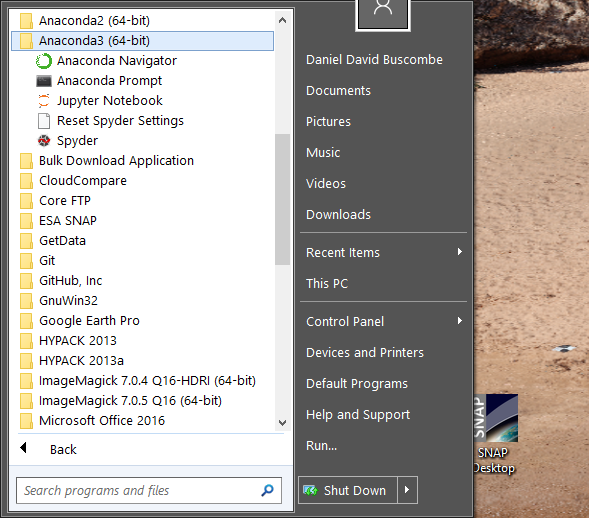 Anaconda2 (64-bit)
Anaconda3 (64-bit)
Anaconda Navigator
Anaconda Prompt
Jupyter Notebook
Reset Spyder Settings
Spyder
Bulk Download Application
CloudCompare
Core FTP
ESA SNAP
GetData
Git
GitHub, Inc
GnuWin32
Google Earth Pro
HYPACK 2013
HYPACK 2013a
ImageMagick 7.0.4 Q16-HDRI (64-bit)
ImageMagick 7.0.5 Q16 (64-bit)
Microsoft Office 2016
Back
Search programs and files
Daniel David Buscombe
Documents
Pictures
Music
Videos
Downloads
Recent Items
This PC
Control Panel
Devices and Printers
Default Programs
Help and Support
Run...
Shut Down
SNAP
SNAP
Desktop